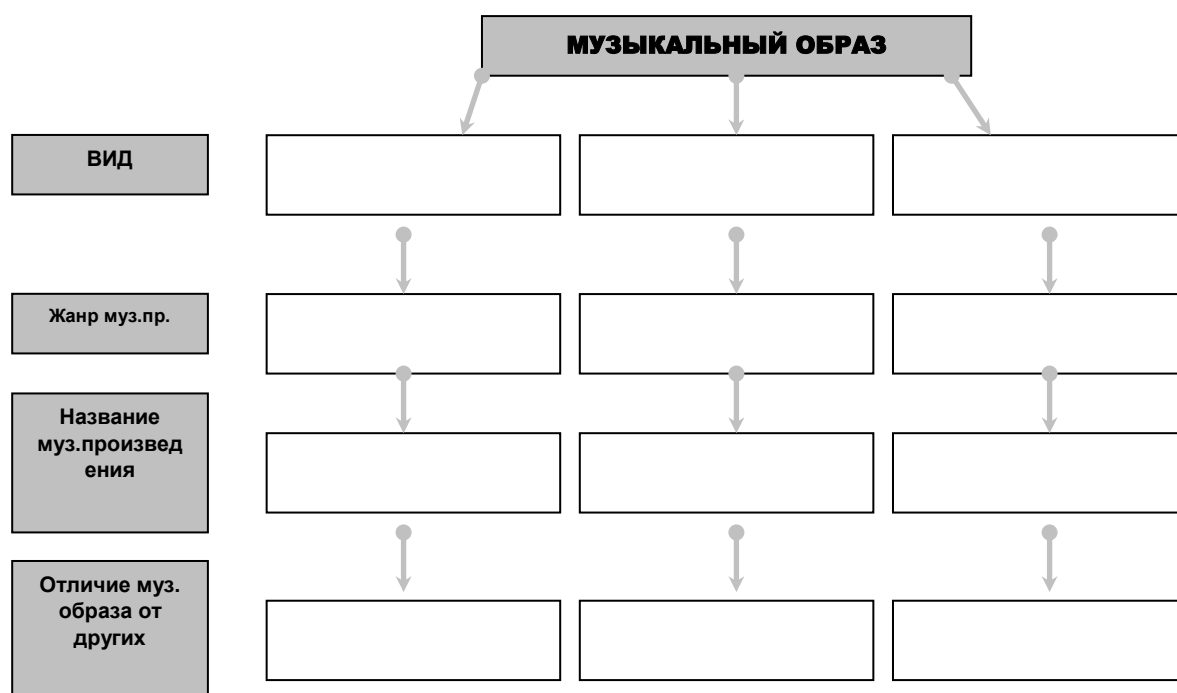 МУЗЫКАЛЬНЫЙ ОБРАЗ
ВИД
Жанр муз.пр.
Название
муз.произвед
ения
Отличие муз.
образа от
других